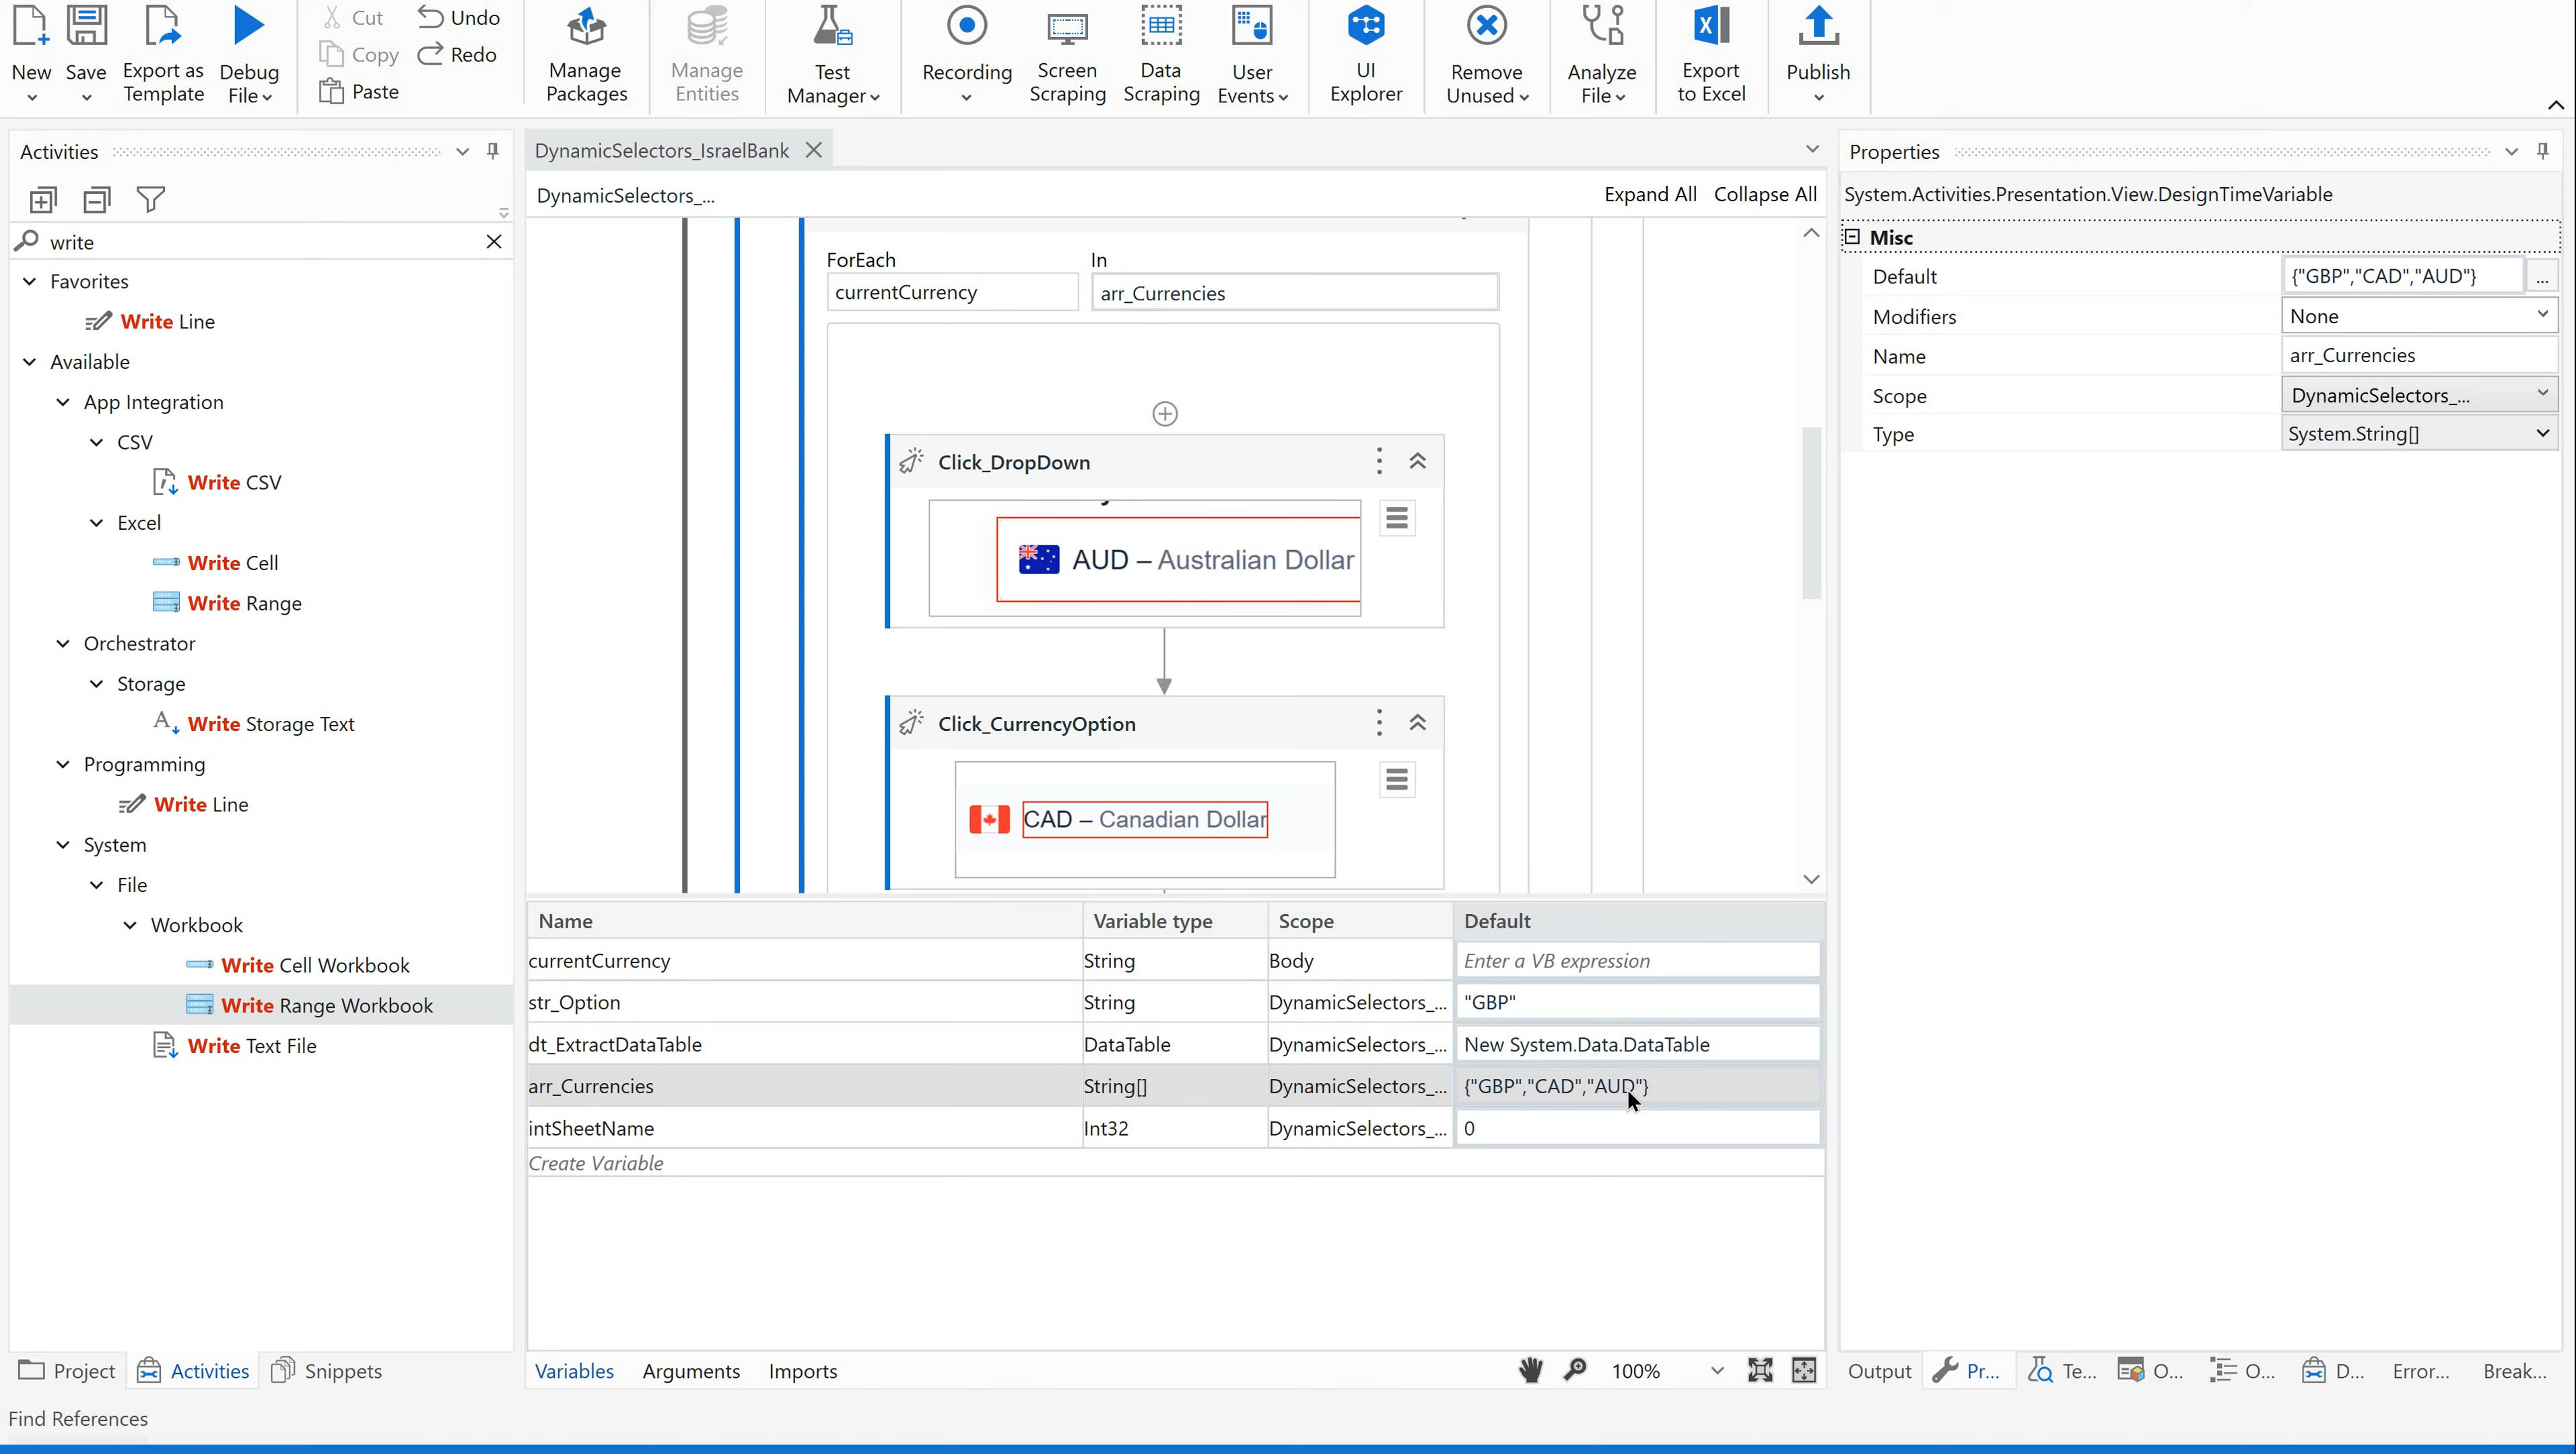 New
Save
Export as
Template
Debug
File
Cut
Copy
Paste
Undo
Redo
Manage
Packages
Manage
Entities
Test
Manager
Recording
Screen
Scraping
Data
Scraping
User
Events
UI
Explorer
Remove
Unused
Analyze
File
Export
to Excel
Publish
Activities
write
Favorites
Write Line
Available
App Integration
CSV
Write CSV
Excel
Write Cell
Write Range
Orchestrator
Storage
Write Storage Text
Programming
Write Line
System
File
Workbook
Write Cell Workbook
Write Range Workbook
Write Text File
Project
Activities
Snippets
Find References
DynamicSelectors_IsraelBank
DynamicSelectors_...
Expand All
Collapse All
ForEach
In
currentCurrency
arr_Currencies
Click_DropDown
AUD – Australian Dollar
Click_CurrencyOption
CAD – Canadian Dollar
Name Variable type Scope Default
currentCurrency String Body Enter a VB expression
str_Option String DynamicSelectors_... "GBP"
dt_ExtractDataTable DataTable DynamicSelectors_... New System.Data.DataTable
arr_Currencies String[] DynamicSelectors_... {"GBP","CAD","AUD"}
intSheetName Int32 DynamicSelectors_... 0
Create Variable
Variables Arguments Imports 100%
Properties
System.Activities.Presentation.View.DesignTimeVariable
Misc
Default {"GBP","CAD","AUD"} ...
Modifiers None
Name arr_Currencies
Scope DynamicSelectors_...
Type System.String[]
Output Pr... Te... O... O... D... Error... Break...